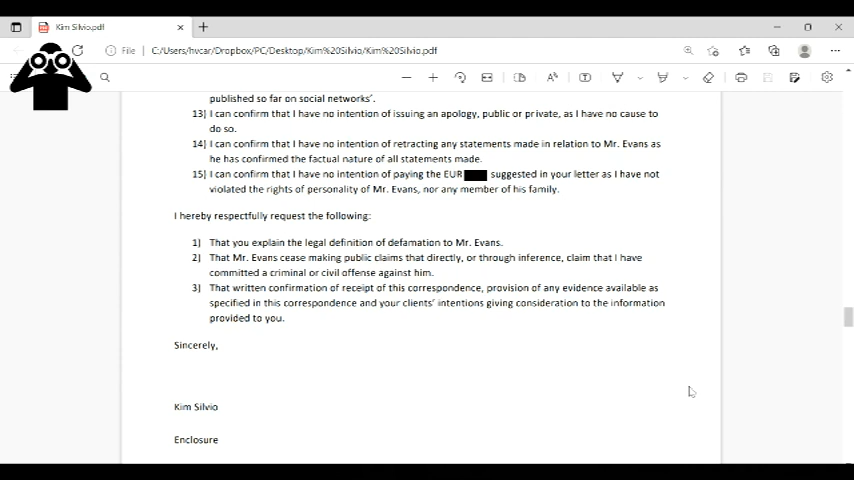 Kim Silvio.pdf
File
C:/Users/hvcar/Dropbox/PC/Desktop/Kim%20Silvio/Kim%20Silvio.pdf
published so far on social networks'.
13) I can confirm that I have no intention of issuing an apology, public or private, as I have no cause to
do so.
14) I can confirm that I have no intention of retracting any statements made in relation to Mr. Evans as
he has confirmed the factual nature of all statements made.
15) I can confirm that I have no intention of paying the EUR suggested in your letter as I have not
violated the rights of personality of Mr. Evans, nor any member of his family.
I hereby respectfully request the following:
1) That you explain the legal definition of defamation to Mr. Evans.
2) That Mr. Evans cease making public claims that directly, or through inference, claim that I have
committed a criminal or civil offense against him.
3) That written confirmation of receipt of this correspondence, provision of any evidence available as
specified in this correspondence and your clients' intentions giving consideration to the information
provided to you.
Sincerely,
Kim Silvio
Enclosure